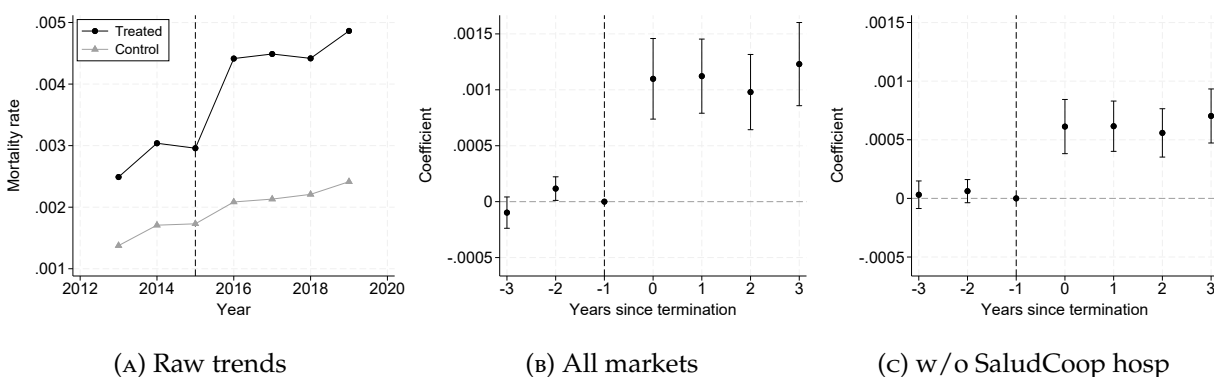 .005
.004
.003
.002
.001
Mortality rate
Treated
Control
2012 2014 2016 2018 2020
Year
(A) Raw trends
.0015
.001
.0005
0
-.0005
Coefficient
-3 -2 -1 0 1 2 3
Years since termination
(B) All markets
.0015
.001
.0005
0
-.0005
Coefficient
-3 -2 -1 0 1 2 3
Years since termination
(C) w/o SaludCoop hosp